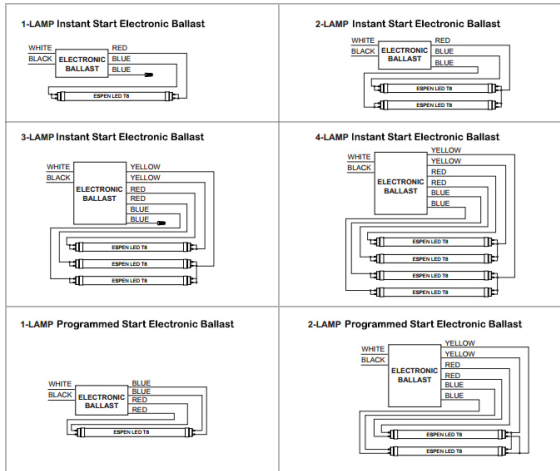 1-LAMP Instant Start Electronic Ballast
WHITE
BLACK
ELECTRONIC
BALLAST
RED
BLUE
BLUE
ESPEN LED T8
2-LAMP Instant Start Electronic Ballast
WHITE
BLACK
ELECTRONIC
BALLAST
RED
BLUE
BLUE
ESPEN LED T8
ESPEN LED T8
3-LAMP Instant Start Electronic Ballast
WHITE
BLACK
ELECTRONIC
BALLAST
YELLOW
YELLOW
RED
RED
BLUE
BLUE
ESPEN LED T8
ESPEN LED T8
ESPEN LED T8
4-LAMP Instant Start Electronic Ballast
WHITE
BLACK
ELECTRONIC
BALLAST
YELLOW
YELLOW
RED
RED
BLUE
BLUE
ESPEN LED T8
ESPEN LED T8
ESPEN LED T8
ESPEN LED T8
1-LAMP Programmed Start Electronic Ballast
WHITE
BLACK
ELECTRONIC
BALLAST
BLUE
BLUE
RED
RED
ESPEN LED T8
2-LAMP Programmed Start Electronic Ballast
WHITE
BLACK
ELECTRONIC
BALLAST
YELLOW
YELLOW
RED
RED
BLUE
BLUE
ESPEN LED T8
ESPEN LED T8